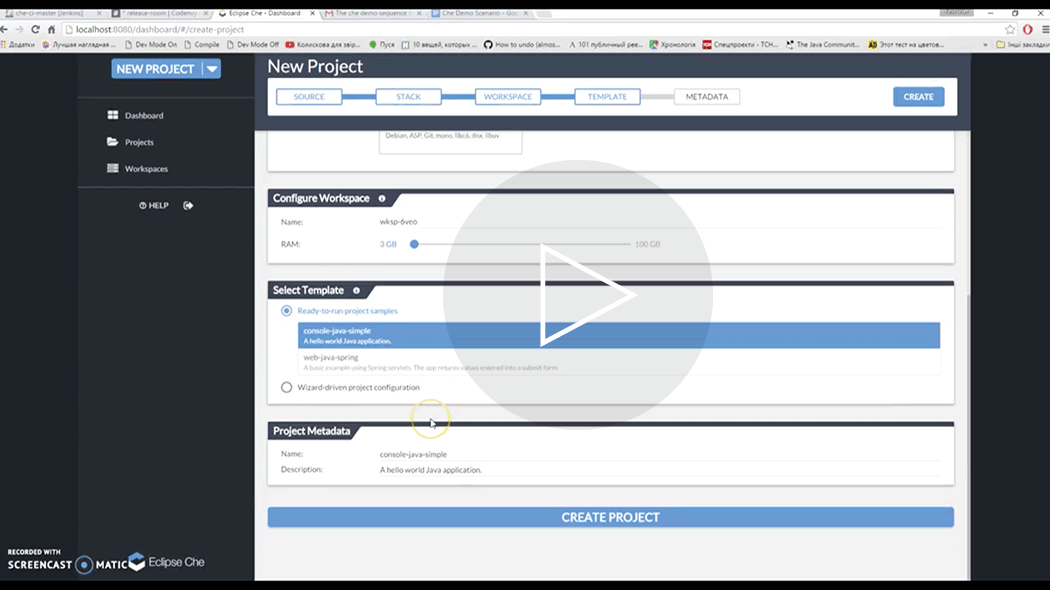 che-ci-master [Jenkins]
* release-room | Codenvy
Eclipse Che - Dashboard
The che demo sequence
Che Demo Scenario - Goo
localhost:8080/dashboard/#/create-project
Додатки
Лучшая наглядная ...
Dev Mode On
Compile
Dev Mode Off
Колискова для звір...
Пуся
10 вещей, которых ...
How to undo (almos...
101 публичный рее...
Хронологія
Спецпроекти - ТСН...
The Java Communit...
Этот тест на цветов...
»
Інші закладки
NEW PROJECT
New Project
SOURCE
STACK
WORKSPACE
TEMPLATE
METADATA
CREATE
Dashboard
Projects
Workspaces
HELP
Debian, ASP, Git, mono, libc6, dnx, libuv
Configure Workspace
Name: wksp-6veo
RAM: 3 GB 100 GB
Select Template
Ready-to-run project samples
console-java-simple
A hello world Java application.
web-java-spring
A basic example using Spring servlets. The app returns values entered into a submit form.
Wizard-driven project configuration
Project Metadata
Name: console-java-simple
Description: A hello world Java application.
CREATE PROJECT
RECORDED WITH
SCREENCAST MATIC
Eclipse Che